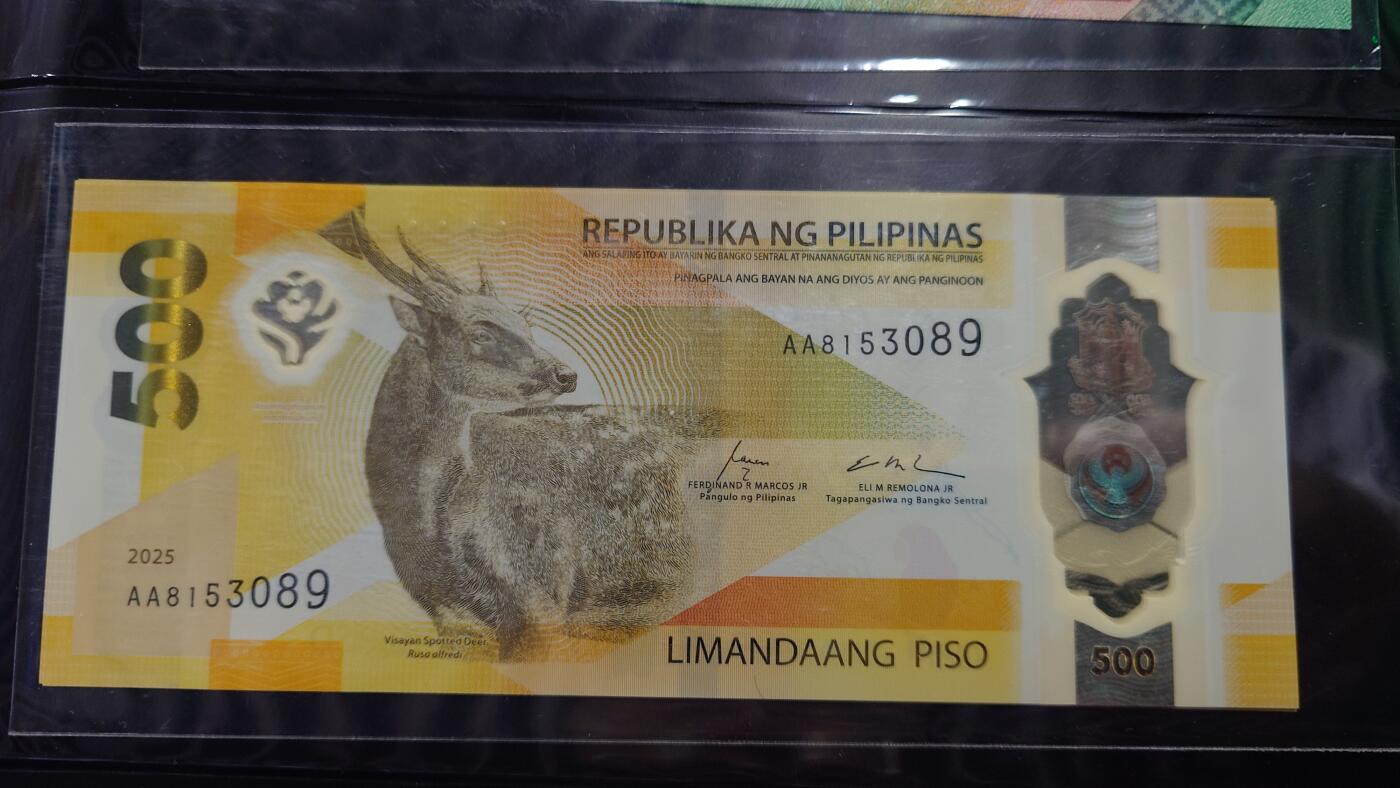 500
REPUBLIKA NG PILIPINAS
ANG SALAPING ITO AY BAYARIN NG BANGKO SENTRAL AT PINANANAGUTAN NG REPUBLIKA NG PILIPINAS
PINAGPALA ANG BAYAN NA ANG DIYOS AY ANG PANGINOON
AA8153089
FERDINAND R MARCOS JR
Pangulo ng Pilipinas
ELI M REMOLONA JR
Tagapangasiwa ng Bangko Sentral
2025
AA8153089
Visayan Spotted Deer
Rusa alfredi
LIMANDAANG PISO
500